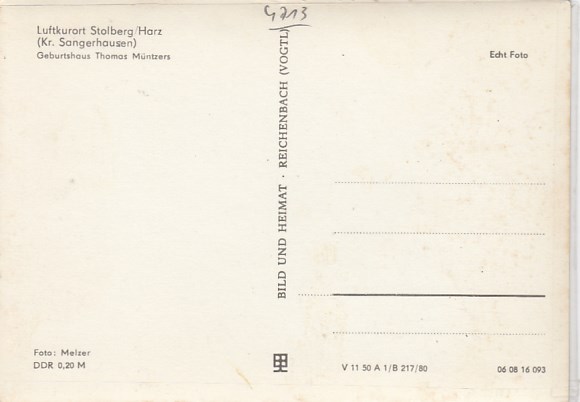 4213
Luftkurort Stolberg/Harz
(Kr. Sangerhausen)
Geburtshaus Thomas Müntzers
Echt Foto
BILD UND HEIMAT · REICHENBACH (VOGTL)
Foto: Melzer
DDR 0,20 M
V 11 50 A 1/B 217/80
06 08 16 093